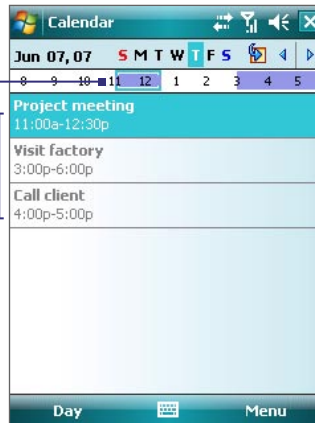 Calendar
Jun 07, 07 S M T W T F S
8 9 10 11 12 1 2 3 4 5
Project meeting
11:00a-12:30p
Visit factory
3:00p-6:00p
Call client
4:00p-5:00p
Day Menu